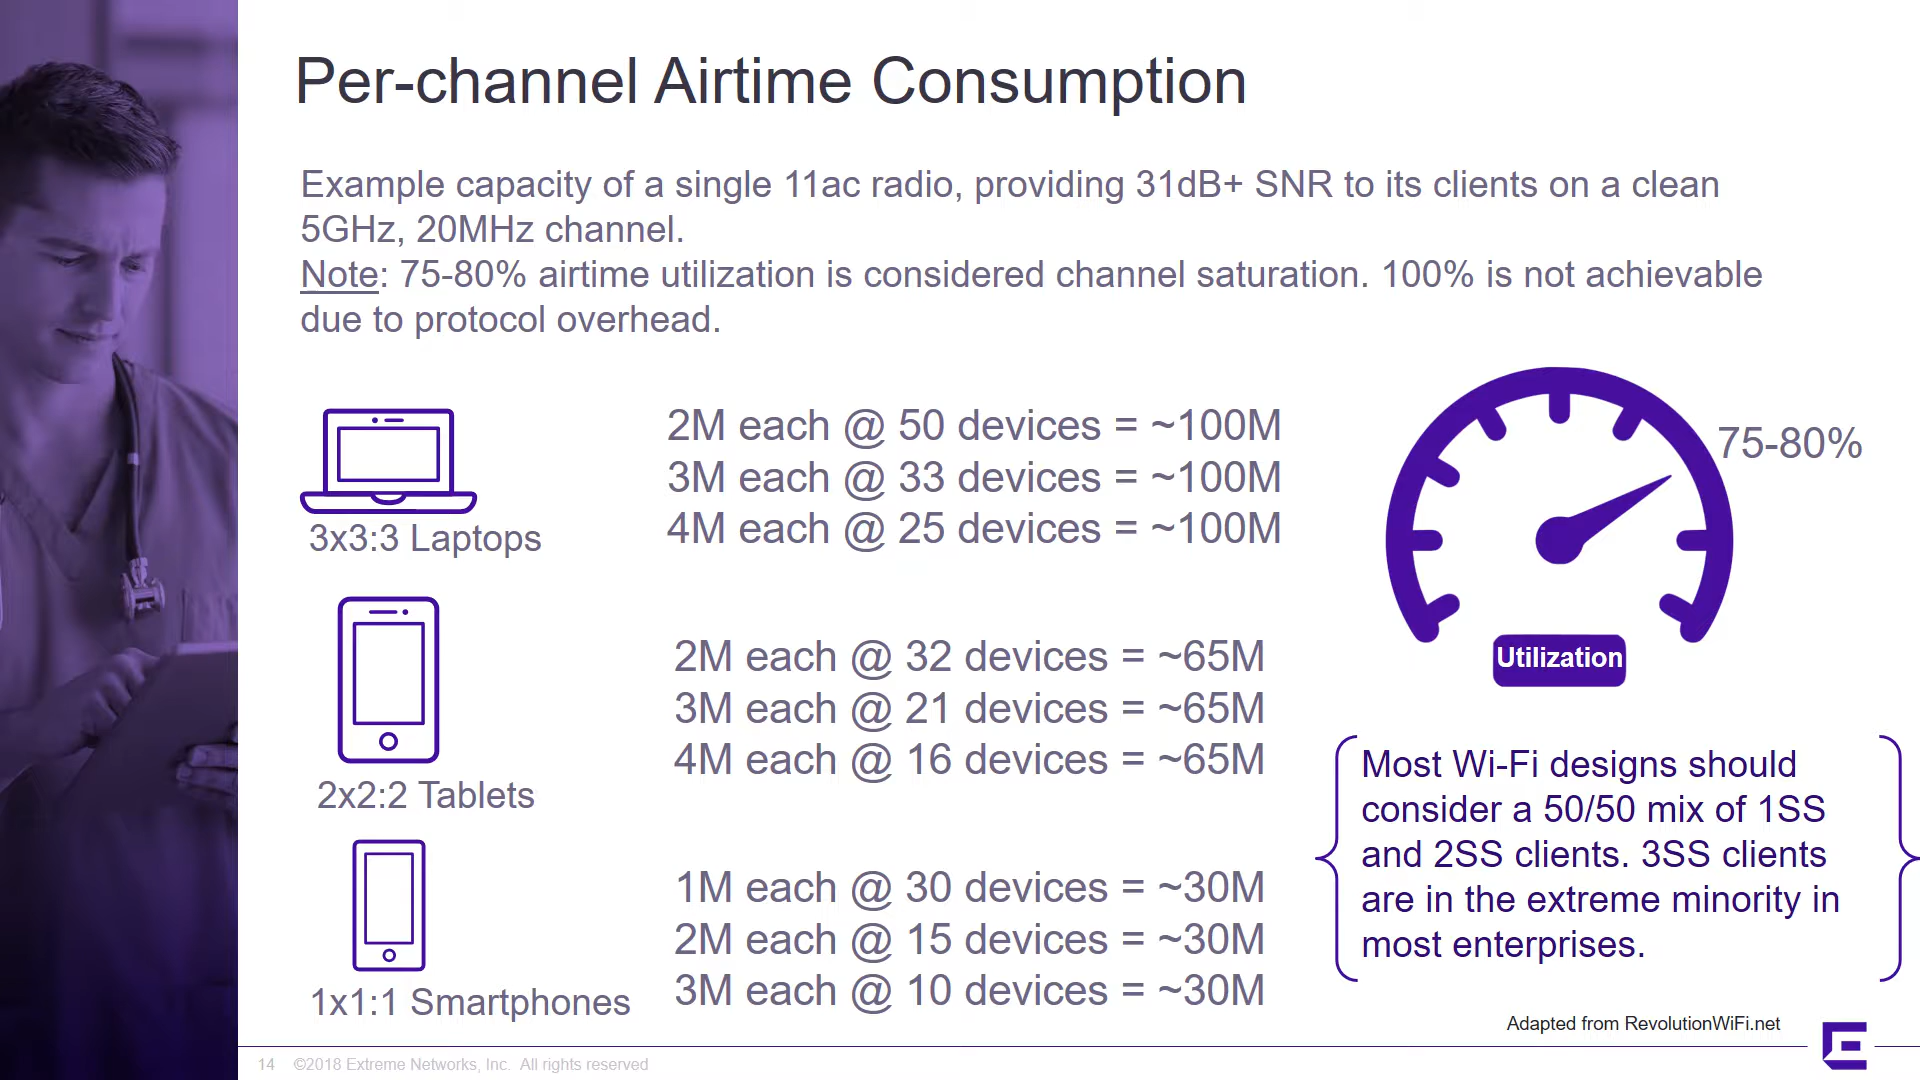 Per-channel Airtime Consumption
Example capacity of a single 11ac radio, providing 31dB+ SNR to its clients on a clean
5GHz, 20MHz channel.
Note: 75-80% airtime utilization is considered channel saturation. 100% is not achievable
due to protocol overhead.
2M each @ 50 devices = ~100M
3M each @ 33 devices = ~100M
4M each @ 25 devices = ~100M
3x3:3 Laptops
2M each @ 32 devices = ~65M
3M each @ 21 devices = ~65M
4M each @ 16 devices = ~65M
2x2:2 Tablets
1M each @ 30 devices = ~30M
2M each @ 15 devices = ~30M
3M each @ 10 devices = ~30M
1x1:1 Smartphones
75-80%
Utilization
Most Wi-Fi designs should
consider a 50/50 mix of 1SS
and 2SS clients. 3SS clients
are in the extreme minority in
most enterprises.
Adapted from RevolutionWiFi.net
14 ©2018 Extreme Networks, Inc. All rights reserved